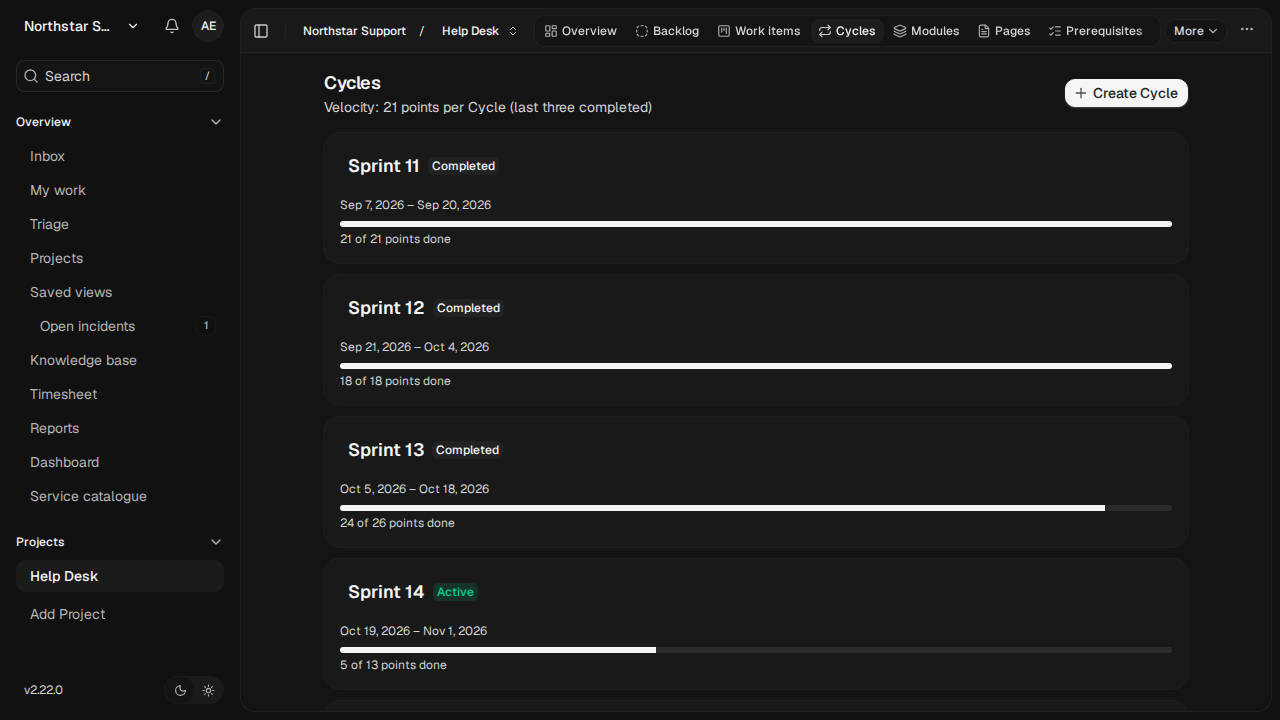 Northstar S...
AE
Search
/
Overview
Inbox
My work
Triage
Projects
Saved views
Open incidents
1
Knowledge base
Timesheet
Reports
Dashboard
Service catalogue
Projects
Help Desk
Add Project
v2.22.0
Northstar Support / Help Desk
Overview
Backlog
Work items
Cycles
Modules
Pages
Prerequisites
More
Cycles
Velocity: 21 points per Cycle (last three completed)
Create Cycle
Sprint 11 Completed
Sep 7, 2026 – Sep 20, 2026
21 of 21 points done
Sprint 12 Completed
Sep 21, 2026 – Oct 4, 2026
18 of 18 points done
Sprint 13 Completed
Oct 5, 2026 – Oct 18, 2026
24 of 26 points done
Sprint 14 Active
Oct 19, 2026 – Nov 1, 2026
5 of 13 points done